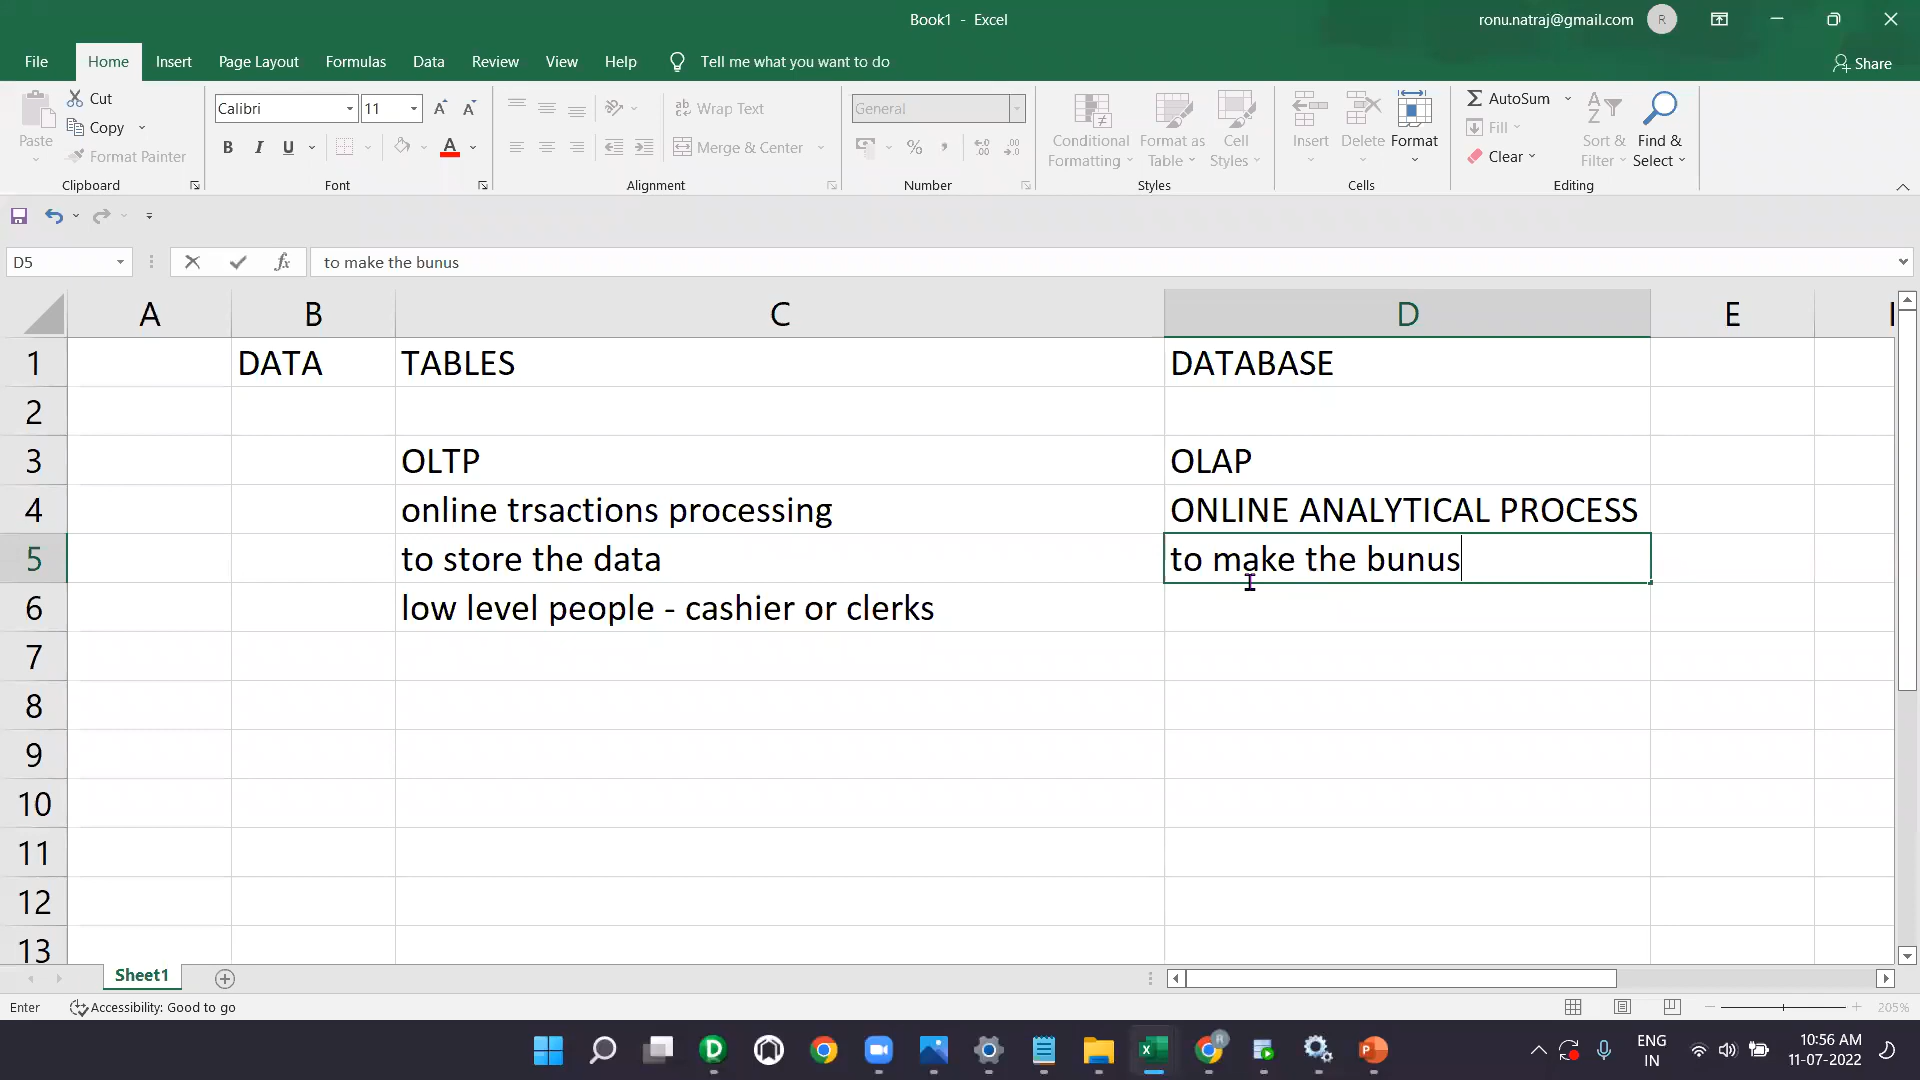 Book1 - Excel
ronu.natraj@gmail.com R
File Home Insert Page Layout Formulas Data Review View Help Tell me what you want to do Share
Paste Cut Copy Format Painter Clipboard
Calibri 11 B I U A Font
Wrap Text Merge & Center Alignment
General % Number
Conditional Formatting Format as Table Cell Styles Styles
Insert Delete Format Cells
AutoSum Fill Clear Sort & Filter Find & Select Editing
D5 fx to make the bunus
A B C D E
1 DATA TABLES DATABASE
2
3 OLTP OLAP
4 online trsactions processing ONLINE ANALYTICAL PROCESS
5 to store the data to make the bunus
6 low level people - cashier or clerks
7
8
9
10
11
12
13
Sheet1
Enter Accessibility: Good to go 205%
ENG 10:56 AM
IN 11-07-2022